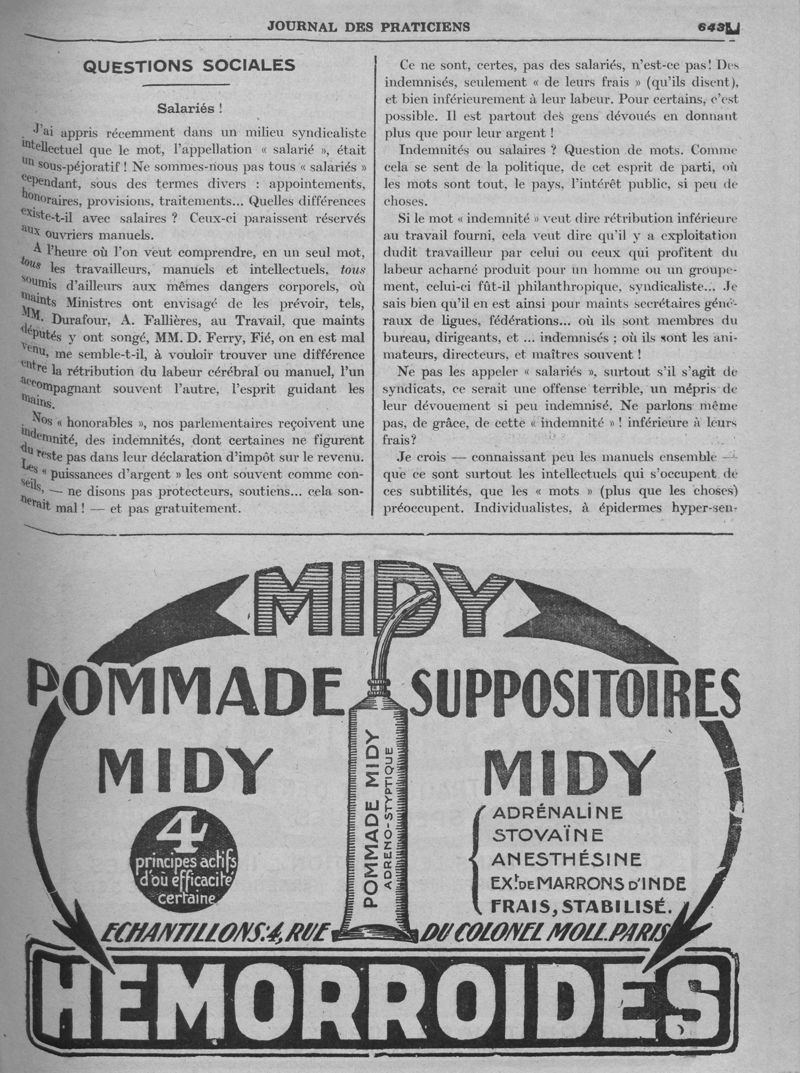 JOURNAL DES PRATICIENS
643
QUESTIONS SOCIALES
Salariés !
J'ai appris récemment dans un milieu syndicaliste
intellectuel que le mot, l'appellation « salarié », était
un sous-péjoratif ! Ne sommes-nous pas tous « salariés »
cependant, sous des termes divers : appointements,
honoraires, provisions, traitements... Quelles différences
existe-t-il avec salaires ? Ceux-ci paraissent réservés
aux ouvriers manuels.
A l'heure où l'on veut comprendre, en un seul mot,
tous les travailleurs, manuels et intellectuels, tous
soumis d'ailleurs aux mêmes dangers corporels, où
maints Ministres ont envisagé de les prévoir, tels,
MM. Durafour, A. Fallières, au Travail, que maints
députés y ont songé, MM. D. Ferry, Fié, on en est mal
venu, me semble-t-il, à vouloir trouver une différence
entre la rétribution du labeur cérébral ou manuel, l'un
accompagnant souvent l'autre, l'esprit guidant les
mains.
Nos « honorables », nos parlementaires reçoivent une
indemnité, des indemnités, dont certaines ne figurent
du reste pas dans leur déclaration d'impôt sur le revenu.
Les « puissances d'argent » les ont souvent comme con-
seils, — ne disons pas protecteurs, soutiens... cela son-
nerait mal ! — et pas gratuitement.
Ce ne sont, certes, pas des salariés, n'est-ce pas! Des
indemnisés, seulement « de leurs frais » (qu'ils disent),
et bien inférieurement à leur labeur. Pour certains, c'est
possible. Il est partout des gens dévoués en donnant
plus que pour leur argent !
Indemnités ou salaires ? Question de mots. Comme
cela se sent de la politique, de cet esprit de parti, où
les mots sont tout, le pays, l'intérêt public, si peu de
choses.
Si le mot « indemnité » veut dire rétribution inférieure
au travail fourni, cela veut dire qu'il y a exploitation
dudit travailleur par celui ou ceux qui profitent du
labeur acharné produit pour un homme ou un groupe-
ment, celui-ci fût-il philanthropique, syndicaliste... Je
sais bien qu'il en est ainsi pour maints secrétaires géné-
raux de ligues, fédérations... où ils sont membres du
bureau, dirigeants, et ... indemnisés ; où ils sont les ani-
mateurs, directeurs, et maîtres souvent !
Ne pas les appeler « salariés », surtout s'il s'agit de
syndicats, ce serait une offense terrible, un mépris de
leur dévouement si peu indemnisé. Ne parlons même
pas, de grâce, de cette « indemnité » ! inférieure à leurs
frais?
Je crois — connaissant peu les manuels ensemble —
que ce sont surtout les intellectuels qui s'occupent de
ces subtilités, que les « mots » (plus que les choses)
préoccupent. Individualistes, à épidermes hyper-sen-
MIDY
POMMADE
MIDY
4
principes actifs
d'où efficacité
certaine
POMMADE MIDY
ADRENO-STYPTIQUE
SUPPOSITOIRES
MIDY
ADRÉNALINE
STOVAÏNE
ANESTHÉSINE
EXt. DE MARRONS D'INDE
FRAIS, STABILISÉ.
ECHANTILLONS: 4, RUE DU COLONEL MOLL. PARIS
HEMORROIDES